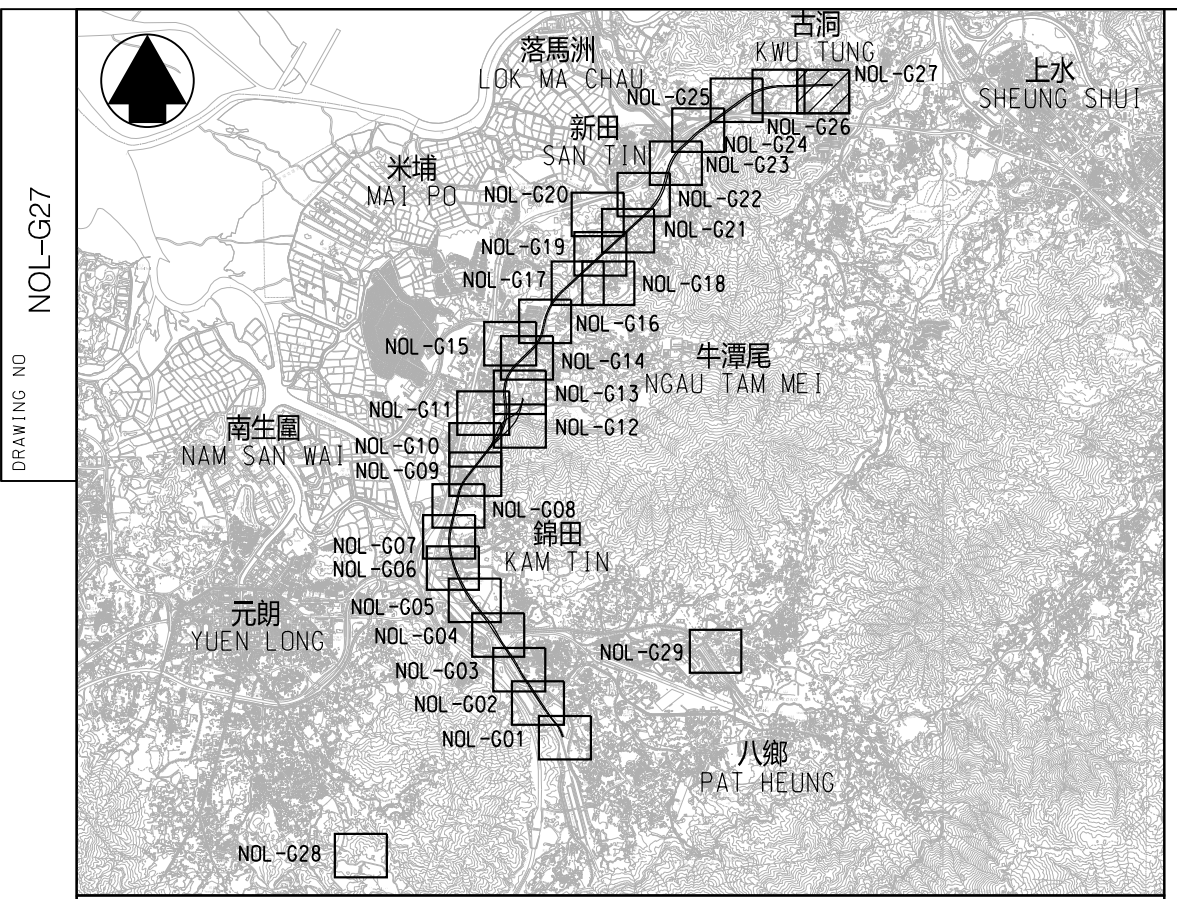 NOL-G27
DRAWING NO
古洞
KWU TUNG
落馬洲
LOK MA CHAU
上水
SHEUNG SHUI
NOL-G27
NOL-G25
NOL-G26
新田
SAN TIN
NOL-G24
NOL-G23
米埔
MAI PO
NOL-G20
NOL-G22
NOL-G21
NOL-G19
NOL-G17
NOL-G18
NOL-G16
NOL-G15
NOL-G14
牛潭尾
NGAU TAM MEI
NOL-G13
NOL-G11
NOL-G12
南生圍
NAM SAN WAI
NOL-G10
NOL-G09
NOL-G08
錦田
KAM TIN
NOL-G07
NOL-G06
元朗
YUEN LONG
NOL-G05
NOL-G04
NOL-G29
NOL-G03
NOL-G02
NOL-G01
八鄉
PAT HEUNG
NOL-G28